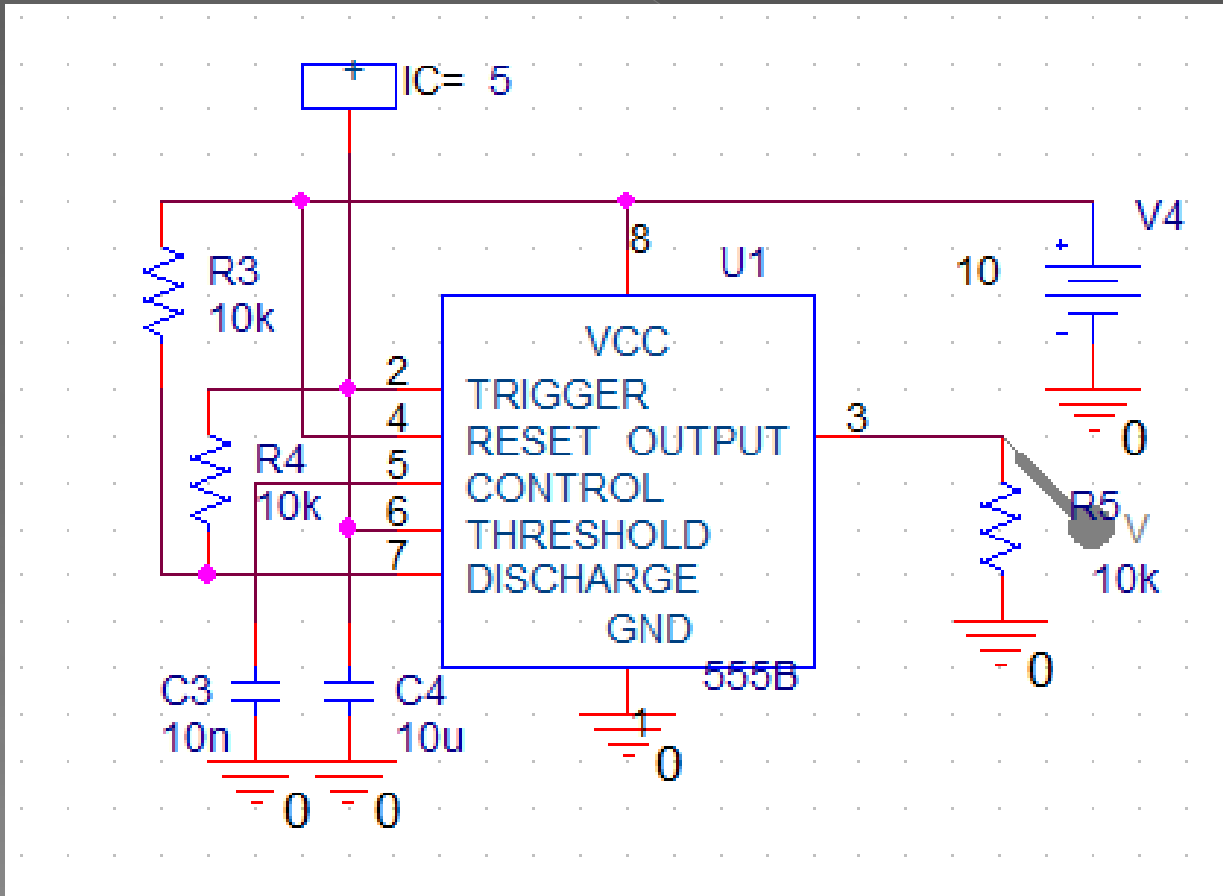 + IC= 5
V4
8
+
U1
10
R3
10k
VCC
-
2
TRIGGER
4
RESET OUTPUT
3
0
R4
10k
5
CONTROL
R5
V
6
THRESHOLD
7
DISCHARGE
10k
GND
555B
0
C3
10n
C4
10u
1
0
0
0